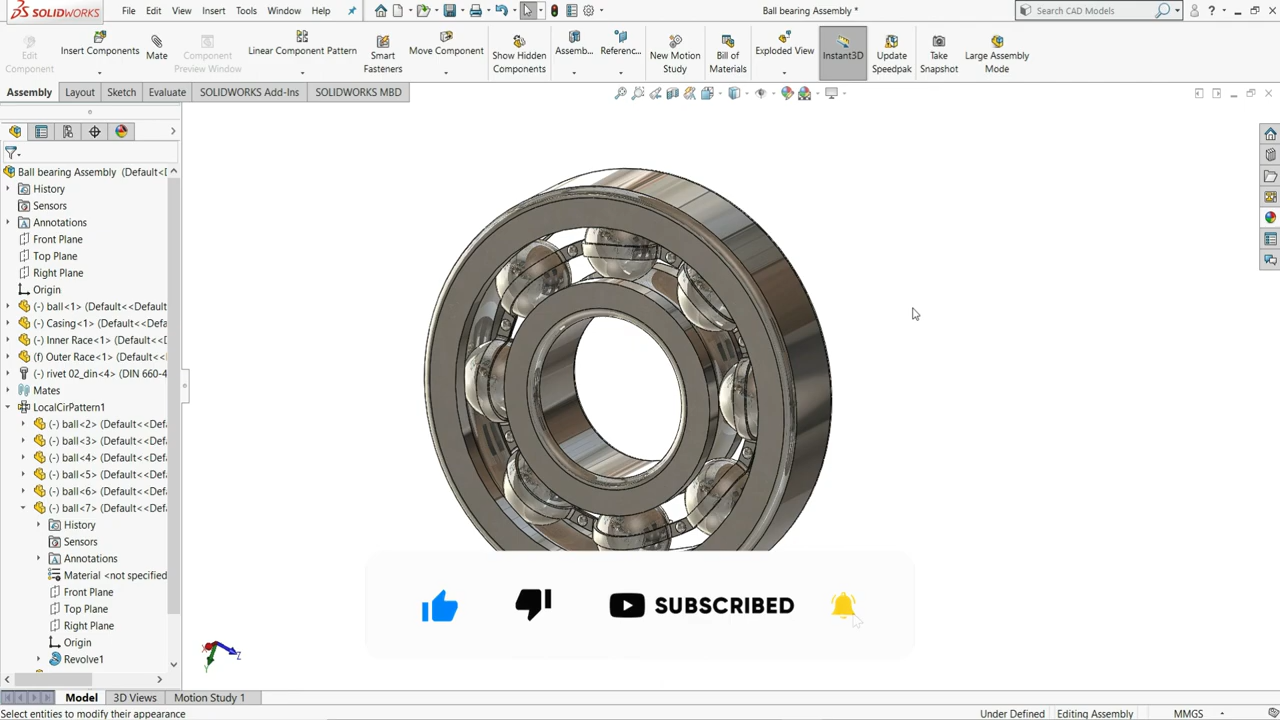 SOLIDWORKS File Edit View Insert Tools Window Help Ball bearing Assembly * Search CAD Models
Edit Component
Insert Components
Mate
Component Preview Window
Linear Component Pattern
Smart Fasteners
Move Component
Show Hidden Components
Assemb...
Referenc...
New Motion Study
Bill of Materials
Exploded View
Instant3D
Update Speedpak
Take Snapshot
Large Assembly Mode
Assembly Layout Sketch Evaluate SOLIDWORKS Add-Ins SOLIDWORKS MBD
Ball bearing Assembly (Default<D
History
Sensors
Annotations
Front Plane
Top Plane
Right Plane
Origin
(-) ball<1> (Default<<Default
(-) Casing<1> (Default<<Defa
(-) Inner Race<1> (Default<<
(f) Outer Race<1> (Default<<
(-) rivet 02_din<4> (DIN 660-4
Mates
LocalCirPattern1
(-) ball<2> (Default<<Def
(-) ball<3> (Default<<Def
(-) ball<4> (Default<<Def
(-) ball<5> (Default<<Def
(-) ball<6> (Default<<Def
(-) ball<7> (Default<<Def
History
Sensors
Annotations
Material <not specified
Front Plane
Top Plane
Right Plane
Origin
Revolve1
SUBSCRIBED
X Y Z
Model 3D Views Motion Study 1
Select entities to modify their appearance Under Defined Editing Assembly MMGS